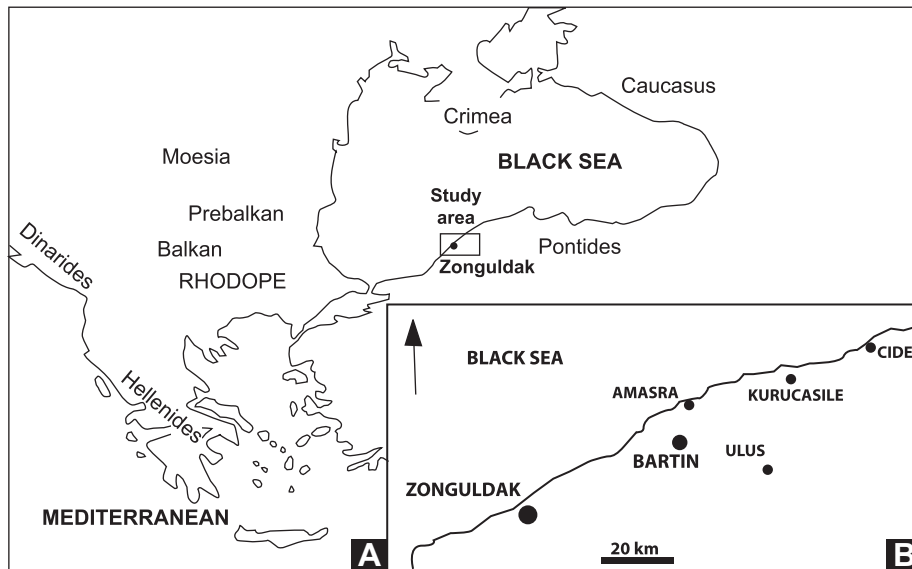 Caucasus
Crimea
Moesia
BLACK SEA
Study
area
Prebalkan
Dinarides
Balkan
Pontides
Zonguldak
RHODOPE
Hellenides
MEDITERRANEAN
A
BLACK SEA
CIDE
AMASRA
KURUCASILE
BARTIN
ULUS
ZONGULDAK
20 km
B